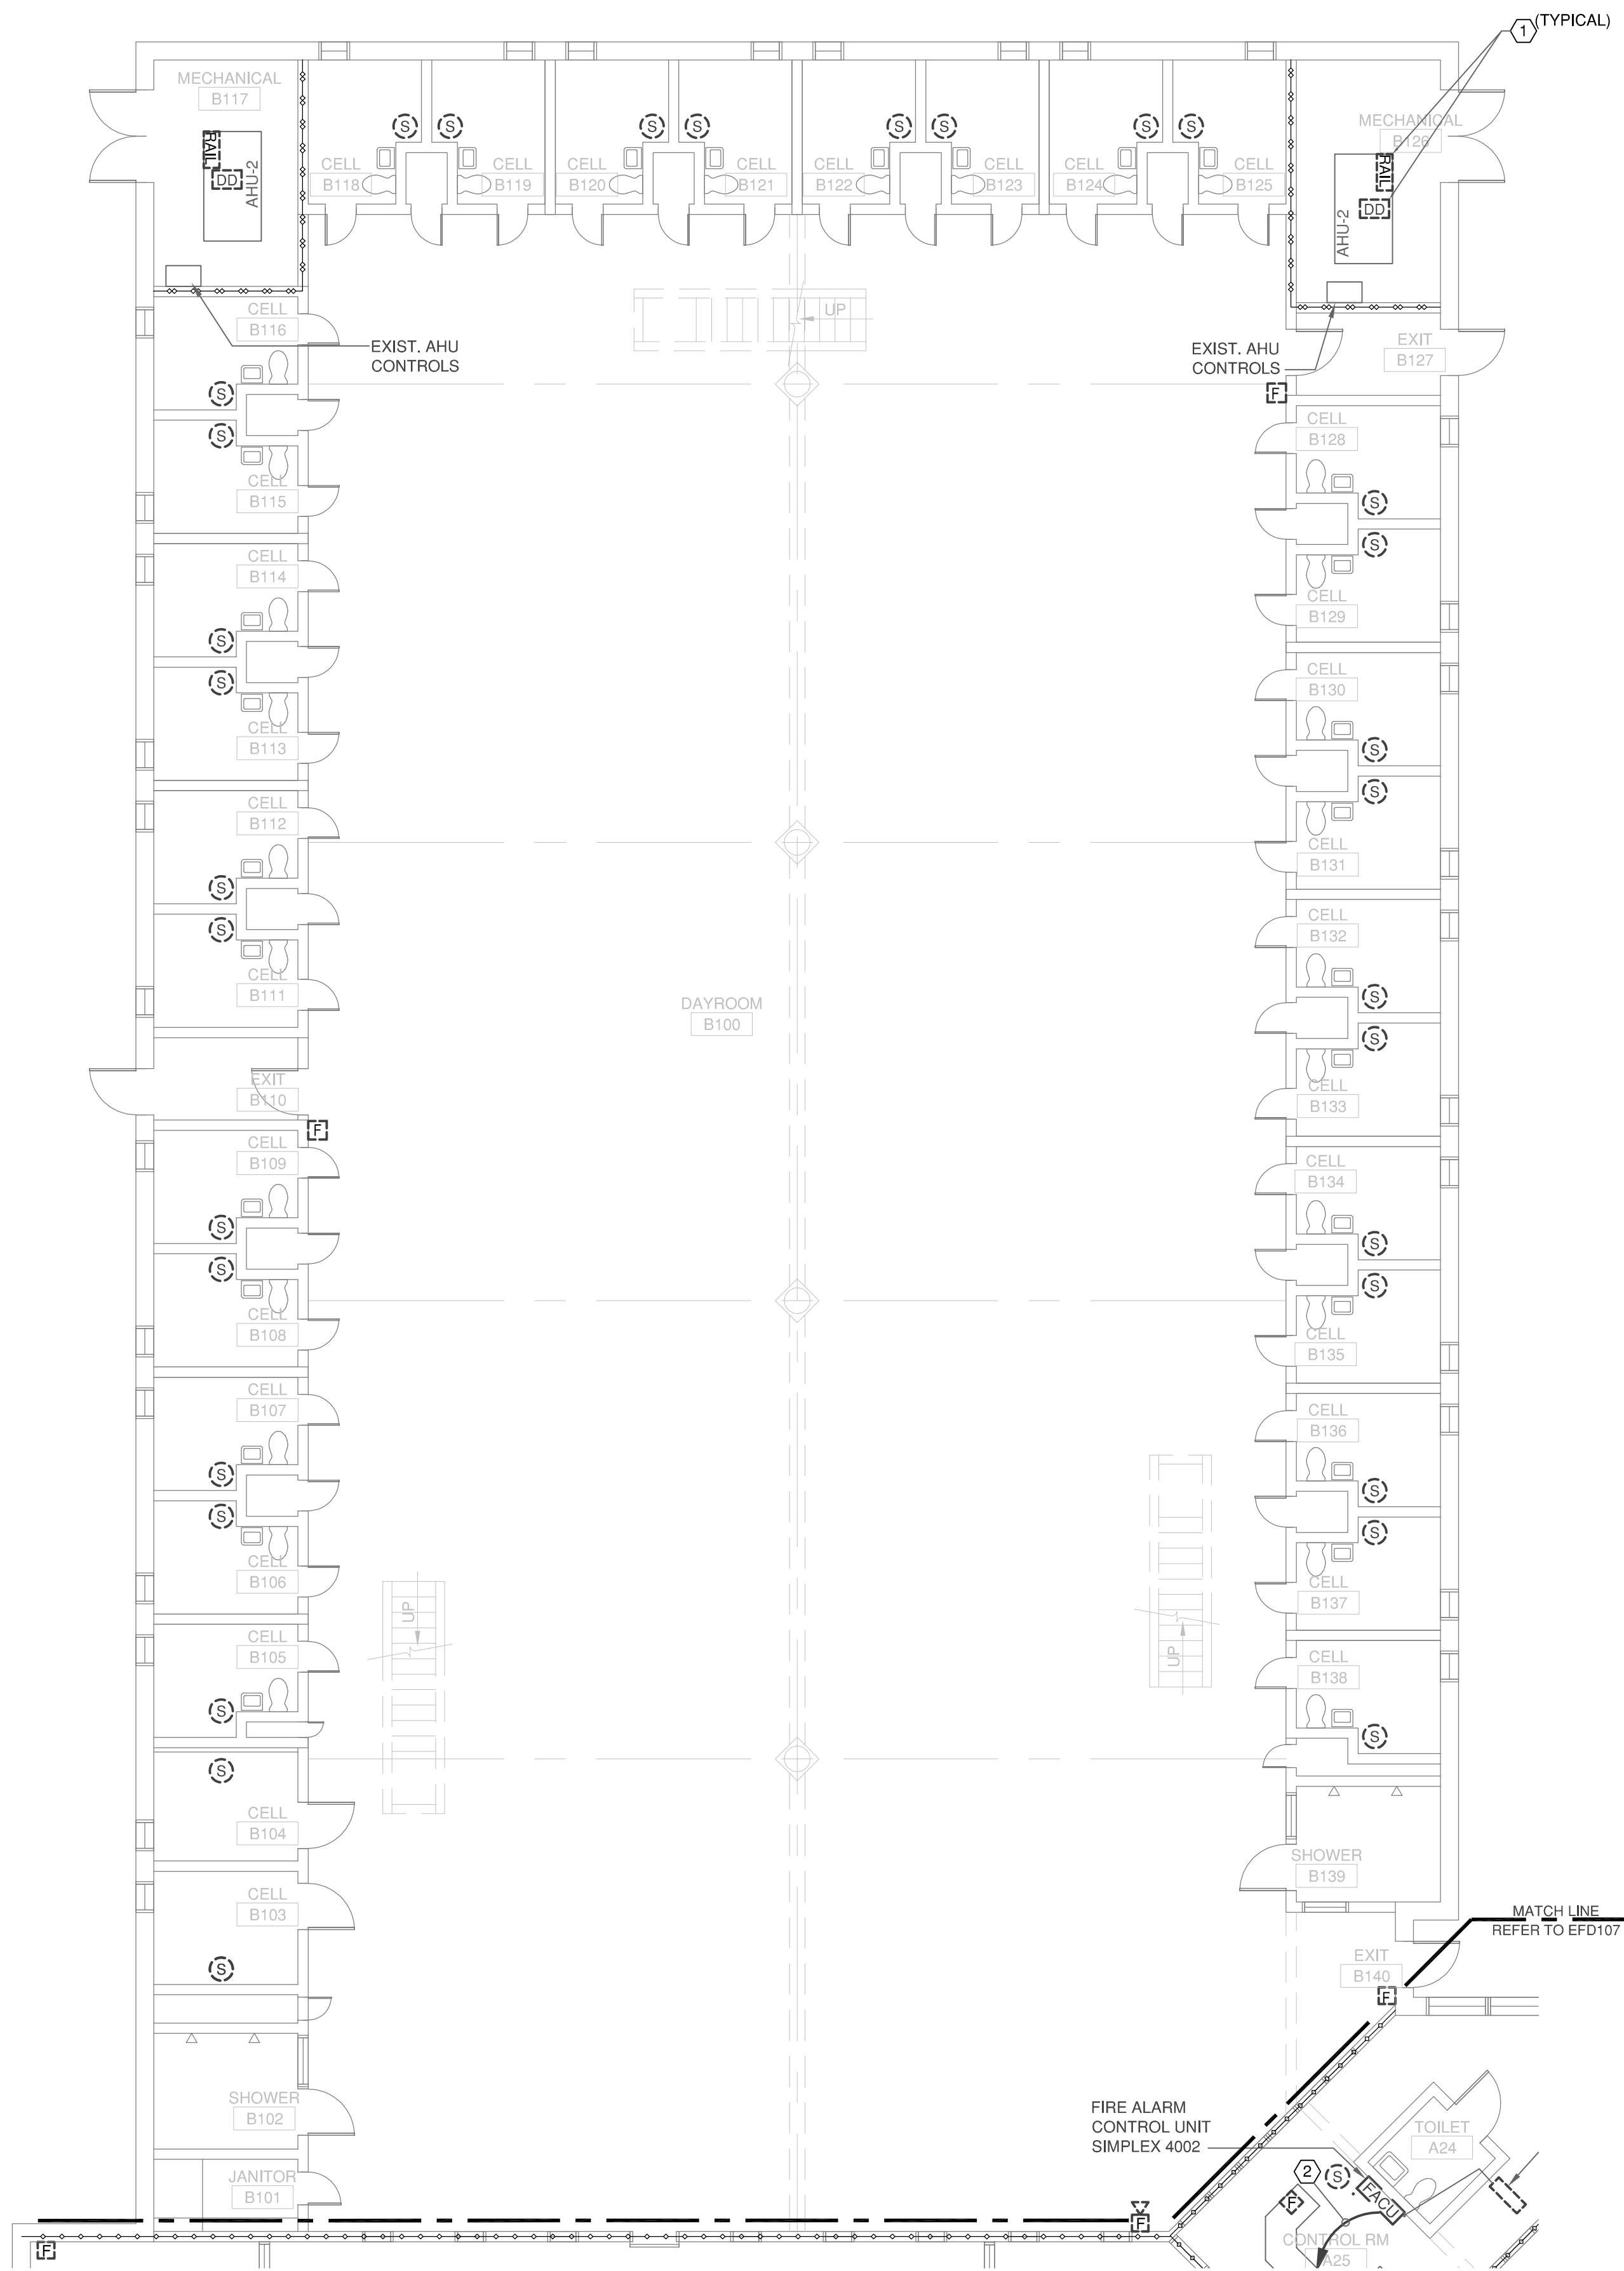 1
(TYPICAL)
MECHANICAL
B117
RAIL
DD
AHU-2
S
S
S
S
S
S
S
S
CELL
B118
CELL
B119
CELL
B120
CELL
B121
CELL
B122
CELL
B123
CELL
B124
CELL
B125
MECHANICAL
B126
RAIL
DD
AHU-2
CELL
B116
EXIST. AHU
CONTROLS
UP
EXIST. AHU
CONTROLS
EXIT
B127
F
S
S
CELL
B115
CELL
B128
S
S
CELL
B129
CELL
B114
S
S
CELL
B113
CELL
B130
S
S
CELL
B131
CELL
B112
S
S
CELL
B111
CELL
B132
S
S
CELL
B133
DAYROOM
B100
EXIT
B110
F
CELL
B109
S
S
CELL
B108
CELL
B134
S
S
CELL
B135
CELL
B107
S
S
CELL
B106
CELL
B136
S
S
CELL
B137
CELL
B105
S
UP
UP
CELL
B138
S
S
CELL
B104
SHOWER
B139
CELL
B103
S
MATCH LINE
REFER TO EFD107
EXIT
B140
F
SHOWER
B102
FIRE ALARM
CONTROL UNIT
SIMPLEX 4002
TOILET
A24
JANITOR
B101
2
S
F
FACU
CONTROL RM
A25
F
F